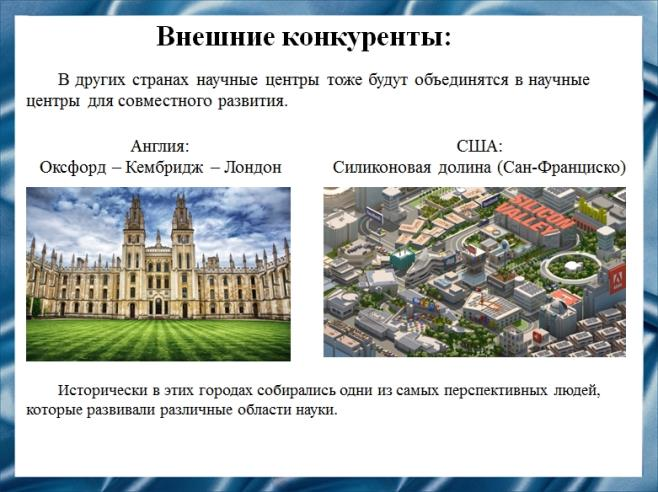 Внешние конкуренты:
В других странах научные центры тоже будут объединятся в научные
центры для совместного развития.
Англия:
Оксфорд – Кембридж – Лондон
США:
Силиконовая долина (Сан-Франциско)
SILICON
VALLEY
Исторически в этих городах собирались одни из самых перспективных людей,
которые развивали различные области науки.